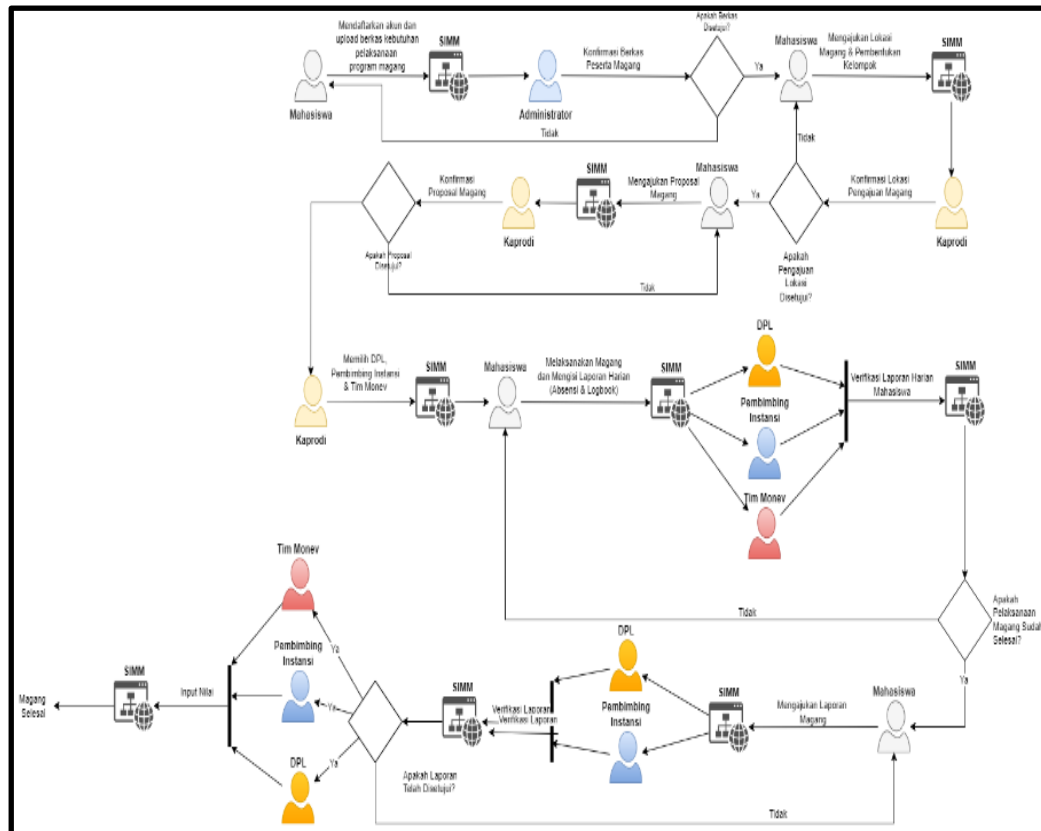 Mendaftarkan akun dan
upload berkas kebutuhan
pelaksanaan
program magang
SIMM
Mahasiswa
Administrator
Konfirmasi Berkas
Peserta Magang
Apakah Berkas
Disetujui?
Ya
Tidak
Mahasiswa
Mengajukan Lokasi
Magang & Pembentukan
Kelompok
SIMM
Tidak
Konfirmasi Lokasi
Pengajuan Magang
Kaprodi
Apakah
Pengajuan
Lokasi
Disetujui?
Ya
Mahasiswa
Mengajukan Proposal
Magang
SIMM
Kaprodi
Konfirmasi
Proposal Magang
Apakah Proposal
Disetujui?
Tidak
Kaprodi
Memilih DPL,
Pembimbing Instansi
& Tim Monev
SIMM
Mahasiswa
Melaksanakan Magang
dan Mengisi Laporan Harian
(Absensi & Logbook)
SIMM
DPL
Pembimbing
Instansi
Tim Monev
Verifikasi Laporan Harian
Mahasiswa
SIMM
Apakah
Pelaksanaan
Magang Sudah
Selesai?
Tidak
Ya
Mahasiswa
Mengajukan Laporan
Magang
SIMM
DPL
Pembimbing
Instansi
Verifikasi Laporan
Verifikasi Laporan
SIMM
Apakah Laporan
Telah Disetujui?
Tidak
Ya
Ya
Ya
Tim Monev
Pembimbing
Instansi
DPL
Input Nilai
SIMM
Magang
Selesai